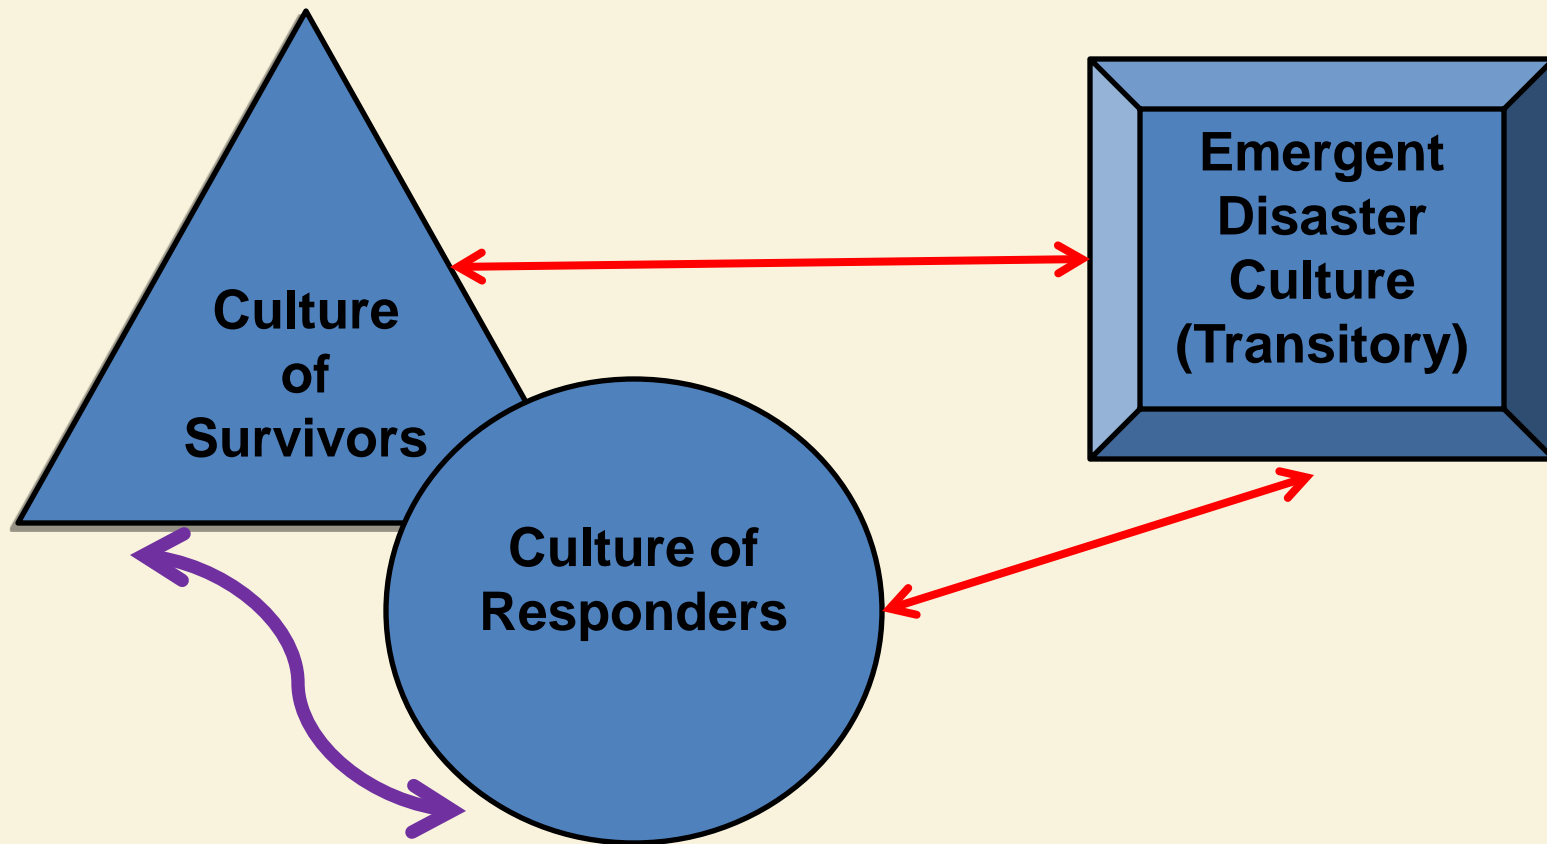 Culture
of
Survivors
Emergent
Disaster
Culture
(Transitory)
Culture of
Responders